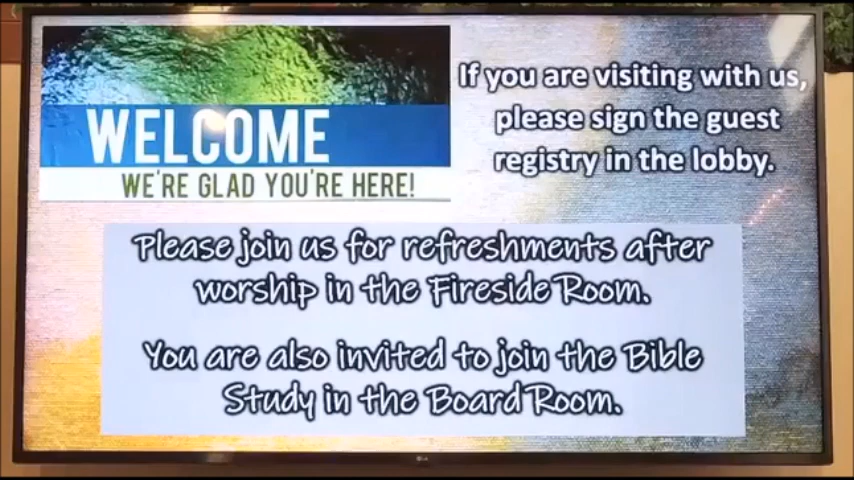 WELCOME
WE'RE GLAD YOU'RE HERE!
If you are visiting with us,
please sign the guest
registry in the lobby.
Please join us for refreshments after
worship in the Fireside Room.
You are also invited to join the Bible
Study in the Board Room.
LG